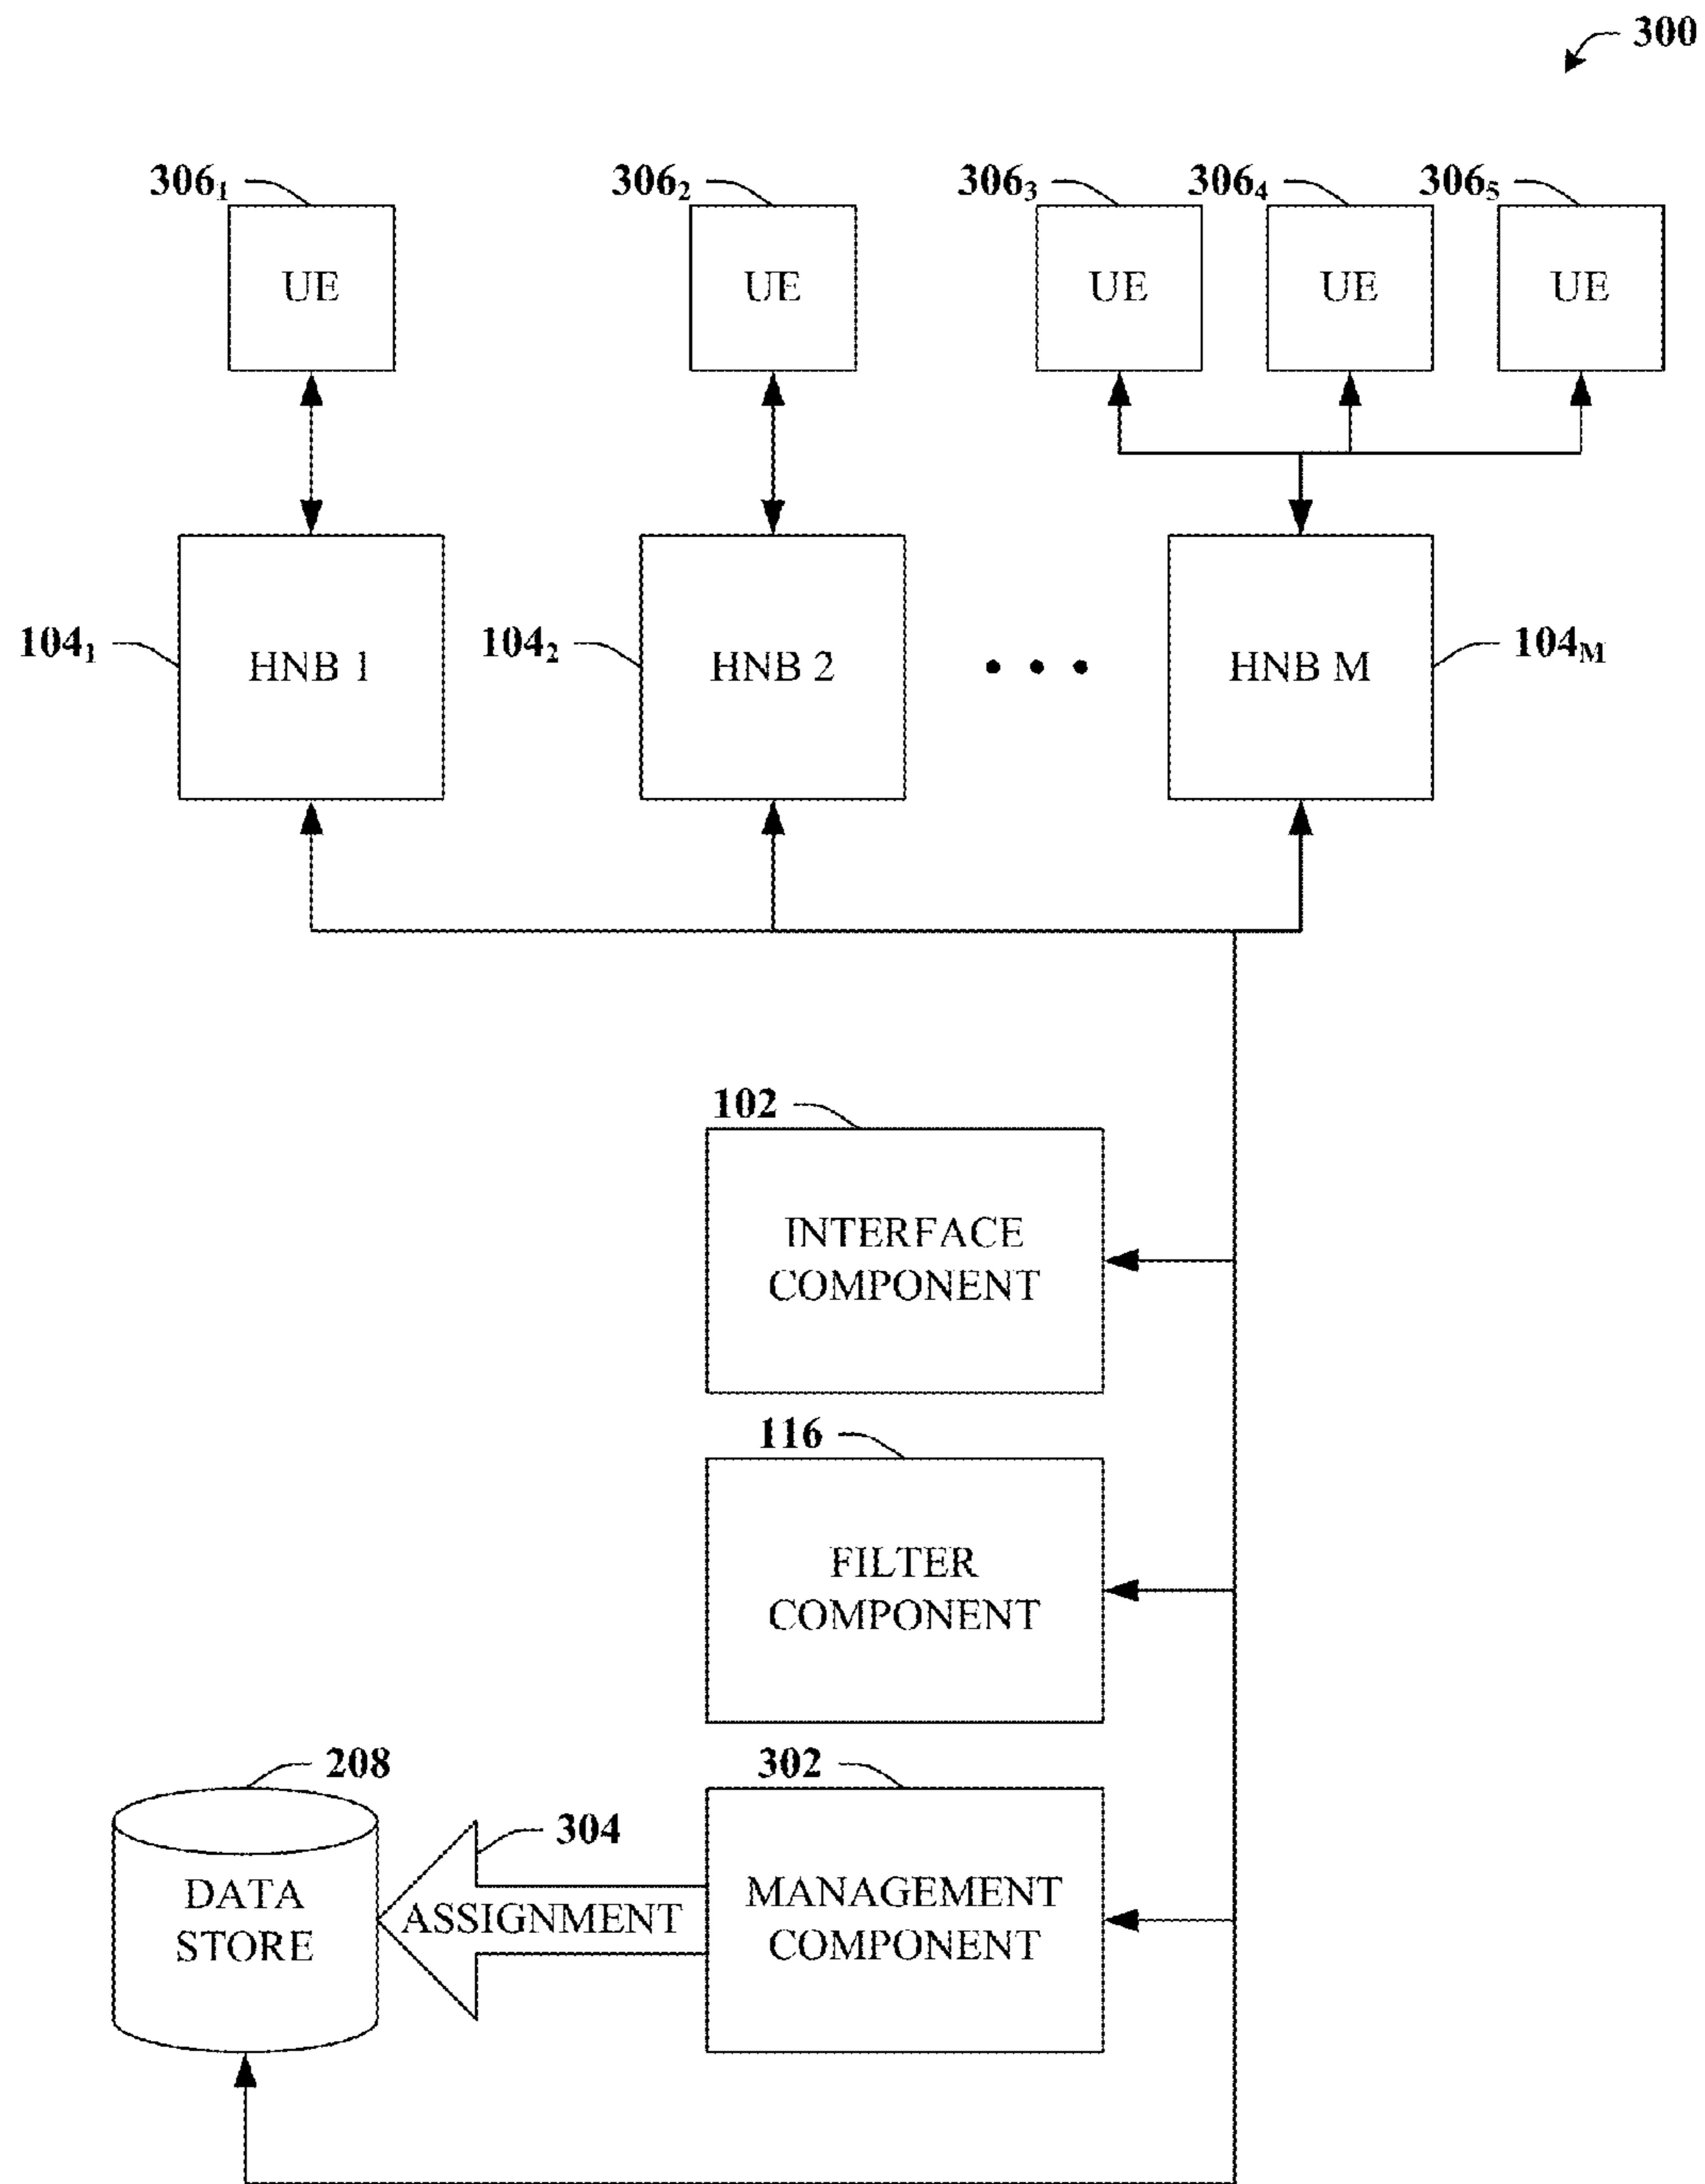 300
306₁ 306₂ 306₃ 306₄ 306₅
UE UE UE UE UE
104₁ HNB 1 104₂ HNB 2 • • • HNB M 104M
102
INTERFACE
COMPONENT
116
FILTER
COMPONENT
208 302
304
DATA
STORE
ASSIGNMENT
MANAGEMENT
COMPONENT